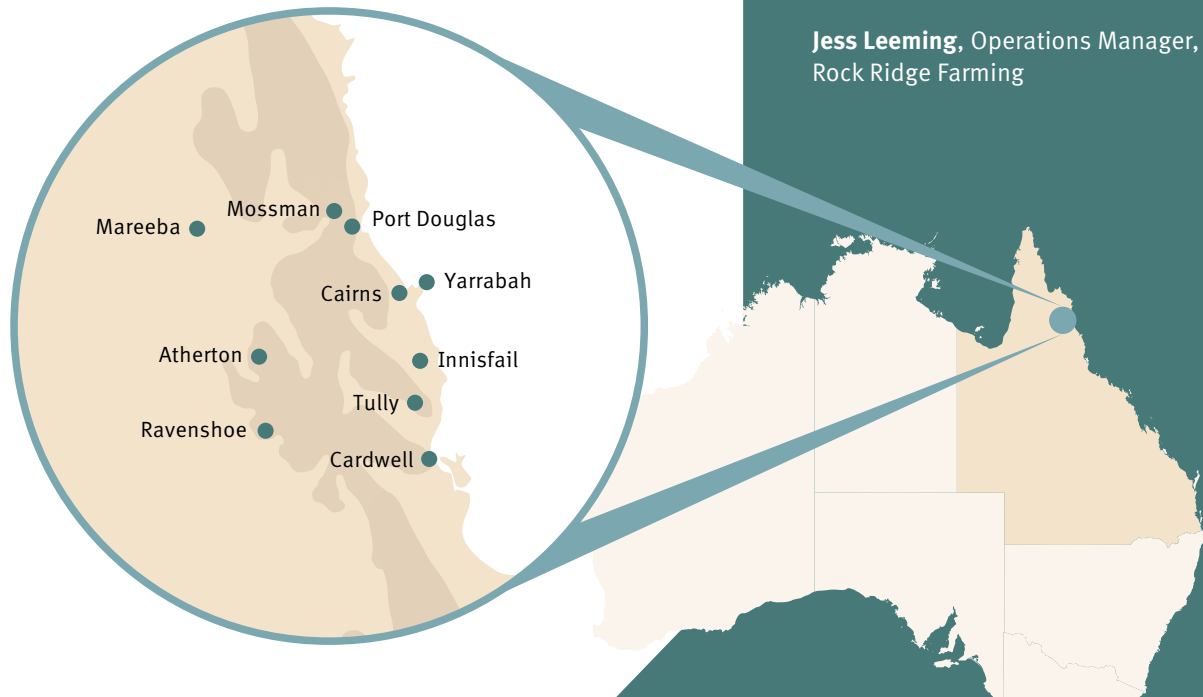 Jess Leeming, Operations Manager,
Rock Ridge Farming
Mossman
Port Douglas
Mareeba
Yarrabah
Cairns
Atherton
Innisfail
Tully
Ravenshoe
Cardwell